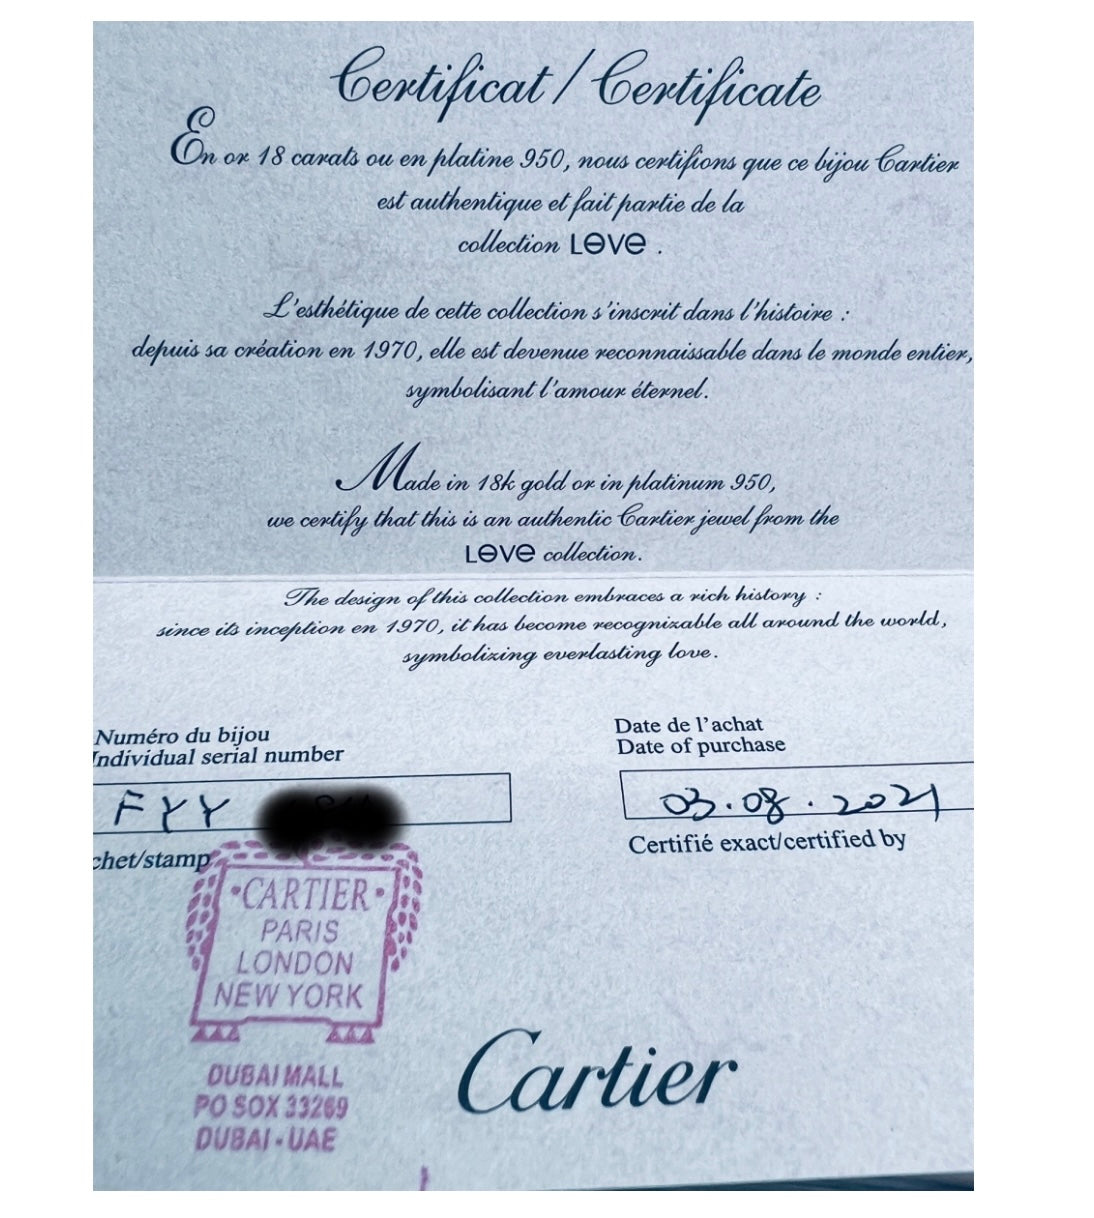 Certificat / Certificate
En or 18 carats ou en platine 950, nous certifions que ce bijou Cartier
est authentique et fait partie de la
collection LOVE .
L'esthétique de cette collection s'inscrit dans l'histoire :
depuis sa création en 1970, elle est devenue reconnaissable dans le monde entier,
symbolisant l'amour éternel.
Made in 18k gold or in platinum 950,
we certify that this is an authentic Cartier jewel from the
LOVE collection.
The design of this collection embraces a rich history :
since its inception en 1970, it has become recognizable all around the world,
symbolizing everlasting love.
Numéro du bijou
Individual serial number
FYY
Date de l'achat
Date of purchase
03.08.2021
chet/stamp
Certifié exact/certified by
·CARTIER·
PARIS
LONDON
NEW YORK
DUBAI MALL
PO SOX 33269
DUBAI - UAE
Cartier